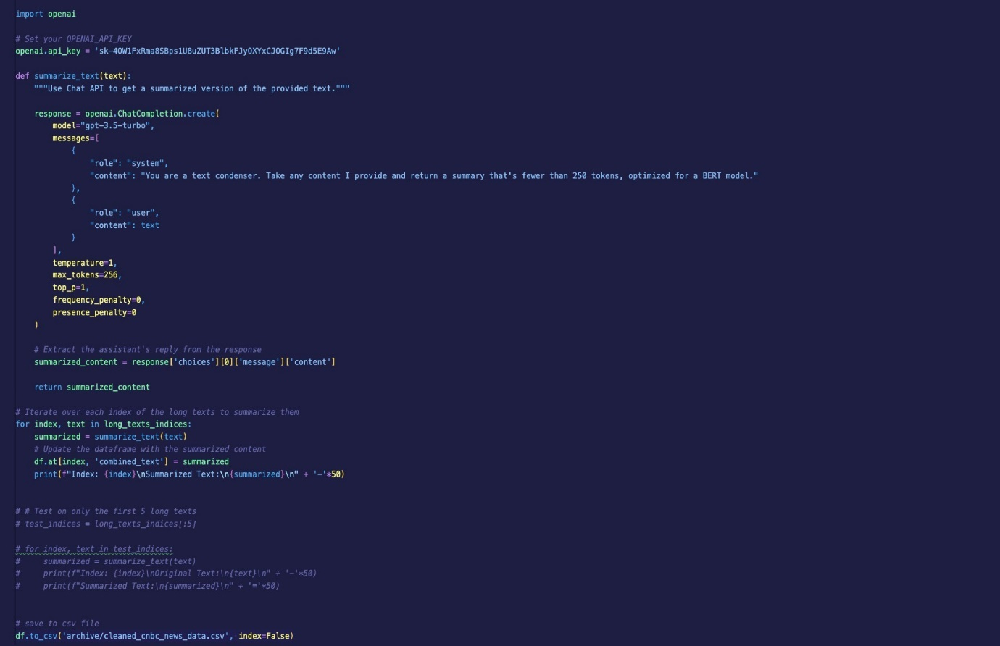 import openai
# Set your OPENAI_API_KEY
openai.api_key =
def summarize_text(text):
    """Use Chat API to get a summarized version of the provided text."""
    response = openai.ChatCompletion.create(
        model="gpt-3.5-turbo",
        messages=[
            {
                "role": "system",
                "content": "You are a text condenser. Take any content I provide and return a summary that's fewer than 250 tokens, optimized for a BERT model."
            },
            {
                "role": "user",
                "content": text
            }
        ],
        temperature=1,
        max_tokens=256,
        top_p=1,
        frequency_penalty=0,
        presence_penalty=0
    )
    # Extract the assistant's reply from the response
    summarized_content = response['choices'][0]['message']['content']
    return summarized_content
# Iterate over each index of the long texts to summarize them
for index, text in long_texts_indices:
    summarized = summarize_text(text)
    # Update the dataframe with the summarized content
    df.at[index, 'combined_text'] = summarized
    print(f"Index: {index}\nSummarized Text:\n{summarized}\n" + '-'*50)
# # Test on only the first 5 long texts
# test_indices = long_texts_indices[:5]
# for index, text in test_indices:
#     summarized = summarize_text(text)
#     print(f"Index: {index}\nOriginal Text:\n{text}\n" + '-'*50)
#     print(f"Summarized Text:\n{summarized}\n" + '='*50)
# save to csv file
df.to_csv('archive/cleaned_cnbc_news_data.csv', index=False)